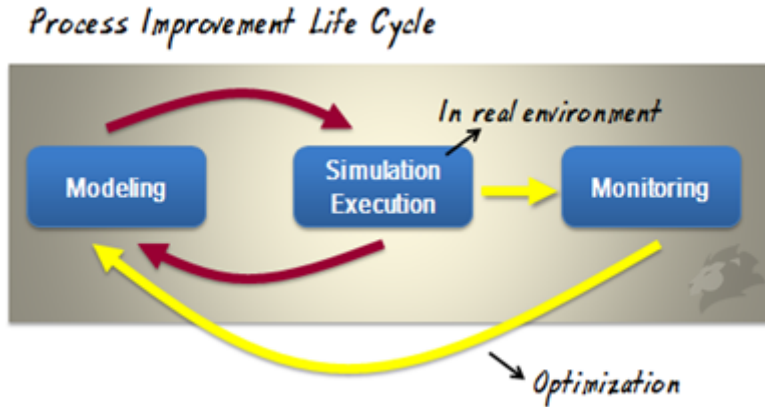 Process Improvement Life Cycle
In real environment
Modeling
Simulation
Execution
Monitoring
Optimization